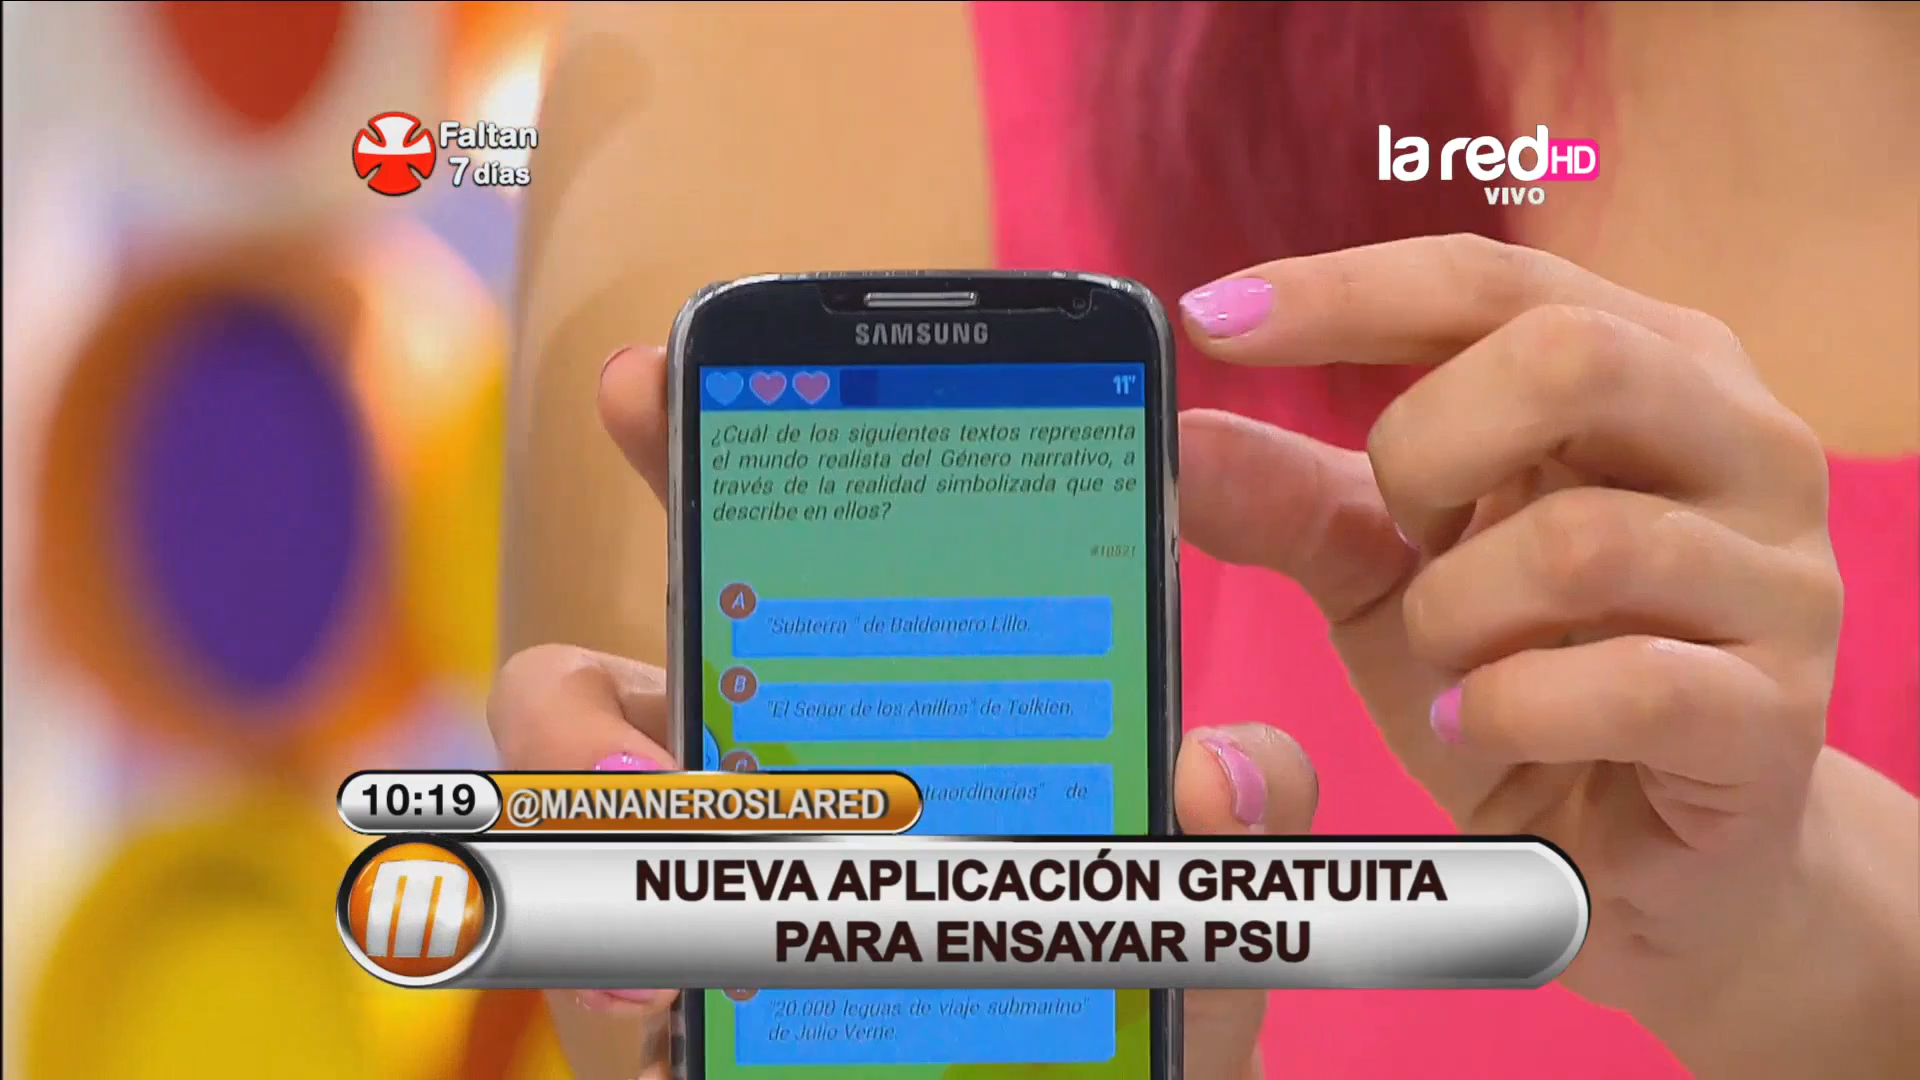 Faltan
7 días
la red HD
VIVO
SAMSUNG
11"
¿Cuál de los siguientes textos representa
el mundo realista del Género narrativo, a
través de la realidad simbolizada que se
describe en ellos?
#10521
A
"Subterra" de Baldomero Lillo.
B
"El Señor de los Anillos" de Tolkien.
C
traordinarias" de
10:19 @MANANEROSLARED
m
NUEVA APLICACIÓN GRATUITA
PARA ENSAYAR PSU
"20.000 leguas de viaje submarino"
de Julio Verne.